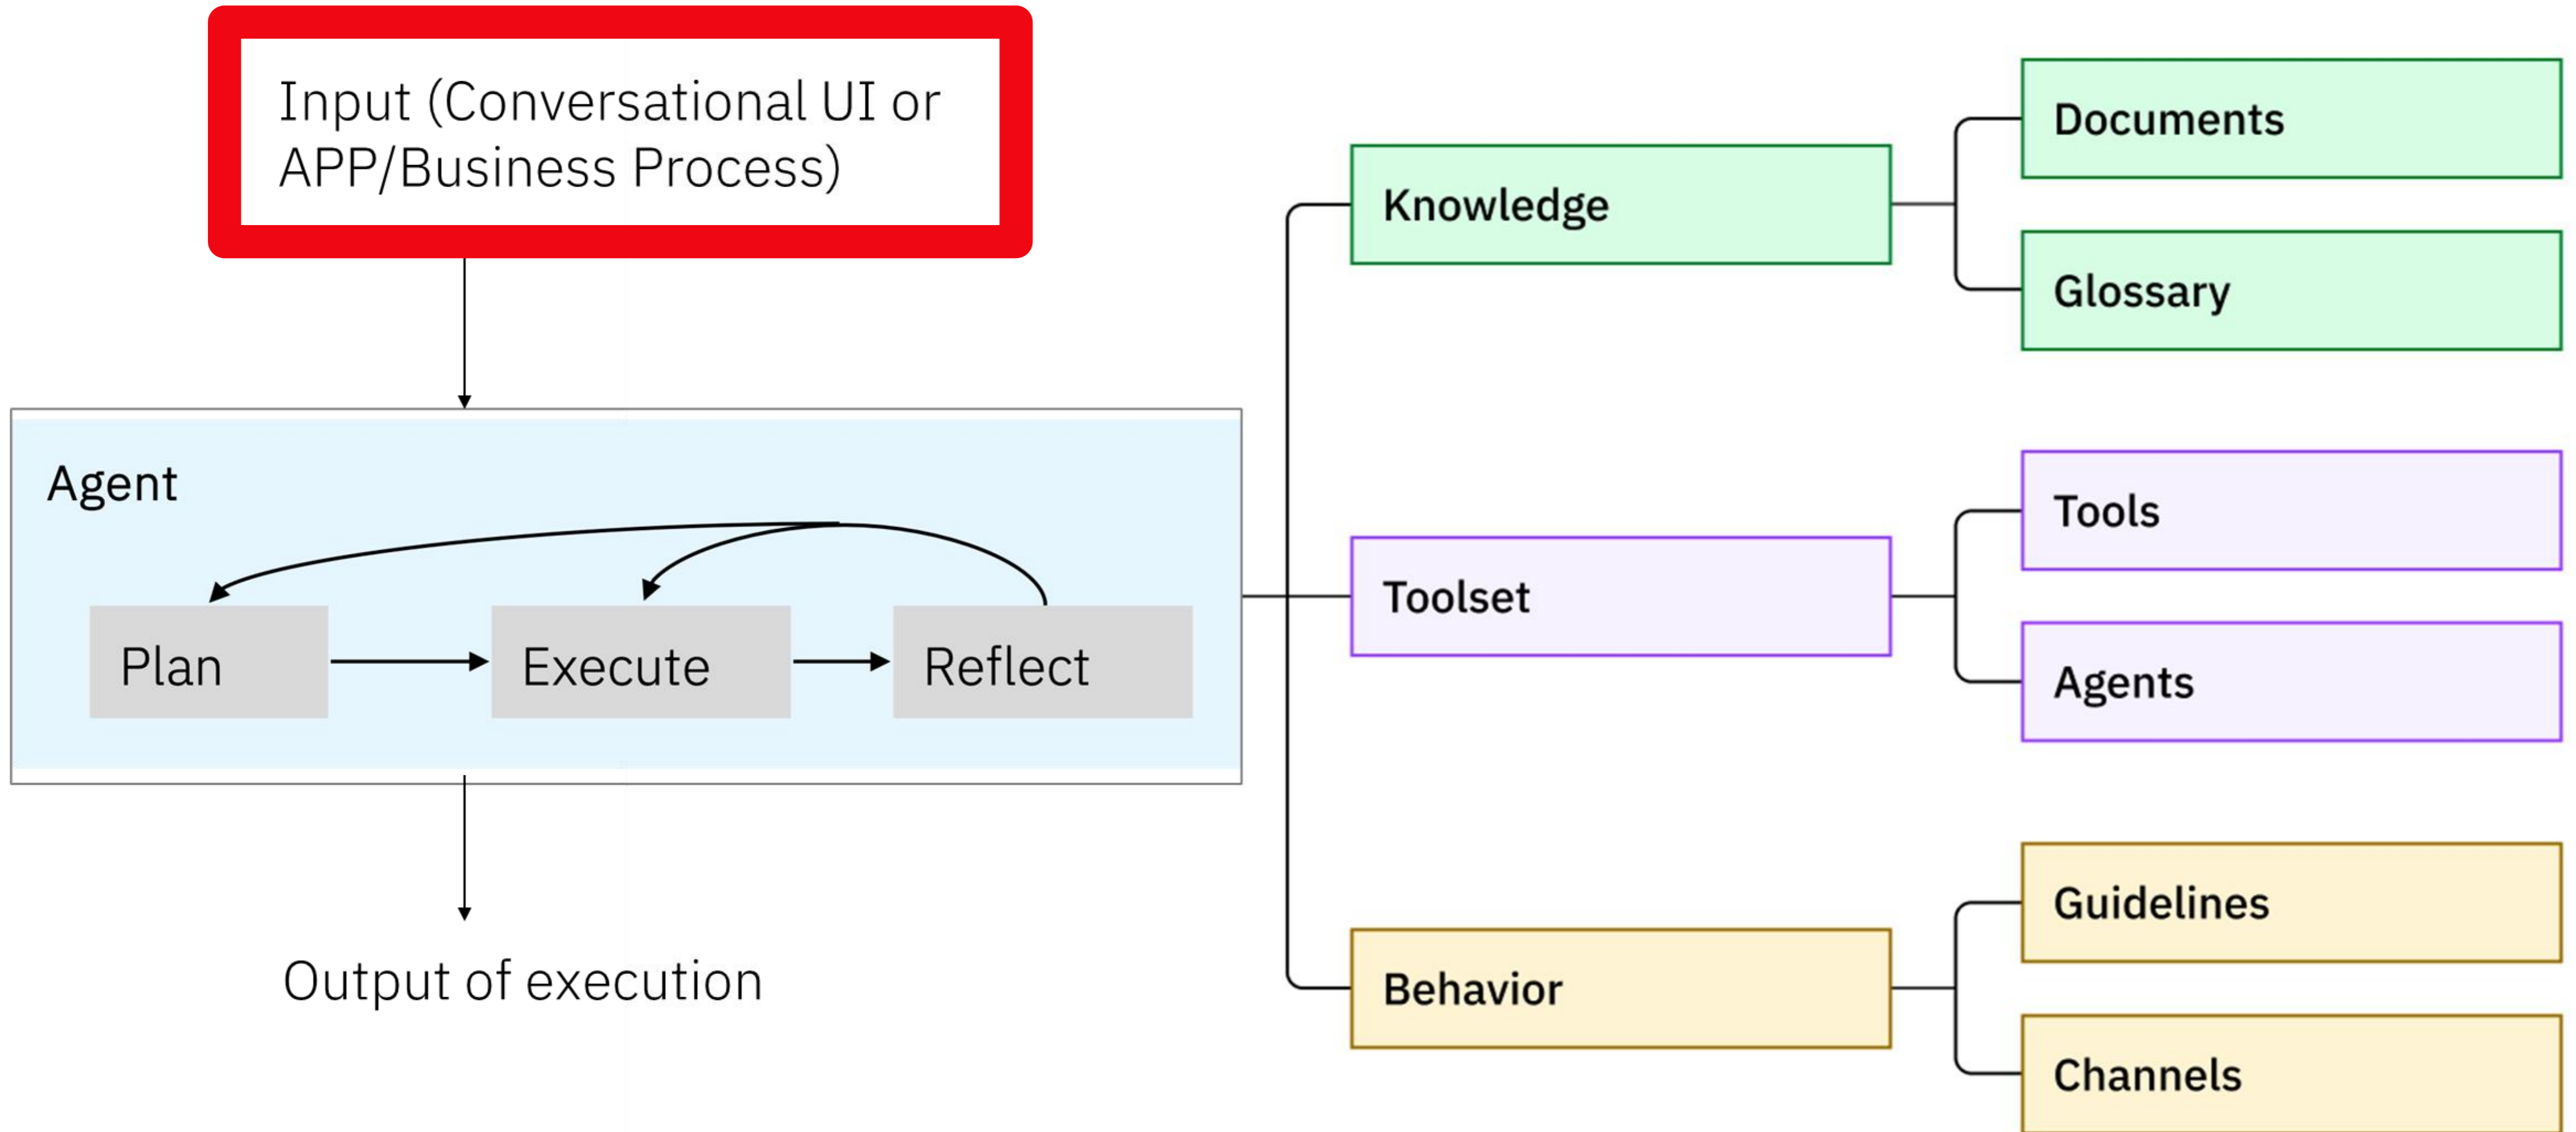 Input (Conversational UI or
APP/Business Process)
Agent
Plan
Execute
Reflect
Output of execution
Knowledge
Documents
Glossary
Toolset
Tools
Agents
Behavior
Guidelines
Channels